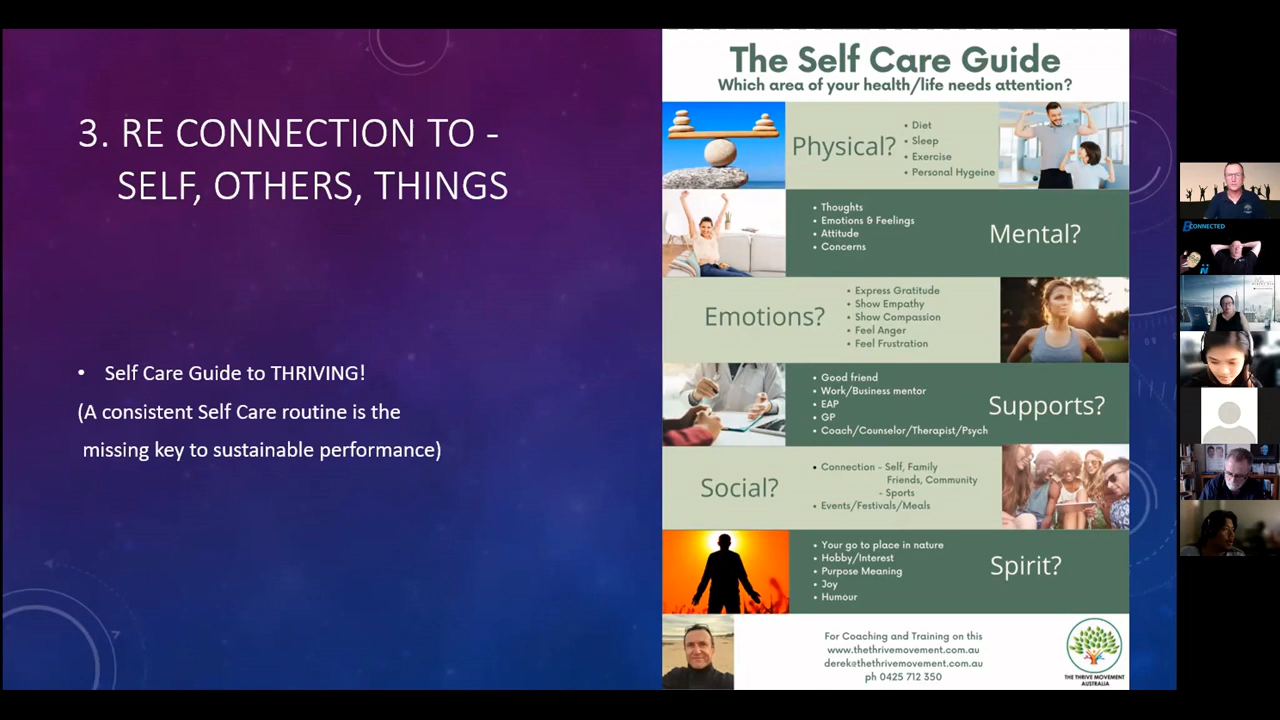 3. RE CONNECTION TO -
SELF, OTHERS, THINGS
• Self Care Guide to THRIVING!
(A consistent Self Care routine is the
missing key to sustainable performance)
The Self Care Guide
Which area of your health/life needs attention?
Physical?
• Diet
• Sleep
• Exercise
• Personal Hygeine
• Thoughts
• Emotions & Feelings
• Attitude
• Concerns
Mental?
Emotions?
• Express Gratitude
• Show Empathy
• Show Compassion
• Feel Anger
• Feel Frustration
• Good friend
• Work/Business mentor
• EAP
• GP
• Coach/Counselor/Therapist/Psych
Supports?
Social?
• Connection - Self, Family
Friends, Community
- Sports
• Events/Festivals/Meals
• Your go to place in nature
• Hobby/Interest
• Purpose Meaning
• Joy
• Humour
Spirit?
For Coaching and Training on this
www.thethrivemovement.com.au
derek@thethrivemovement.com.au
ph 0425 712 350
THE THRIVE MOVEMENT
AUSTRALIA
CONNECTED